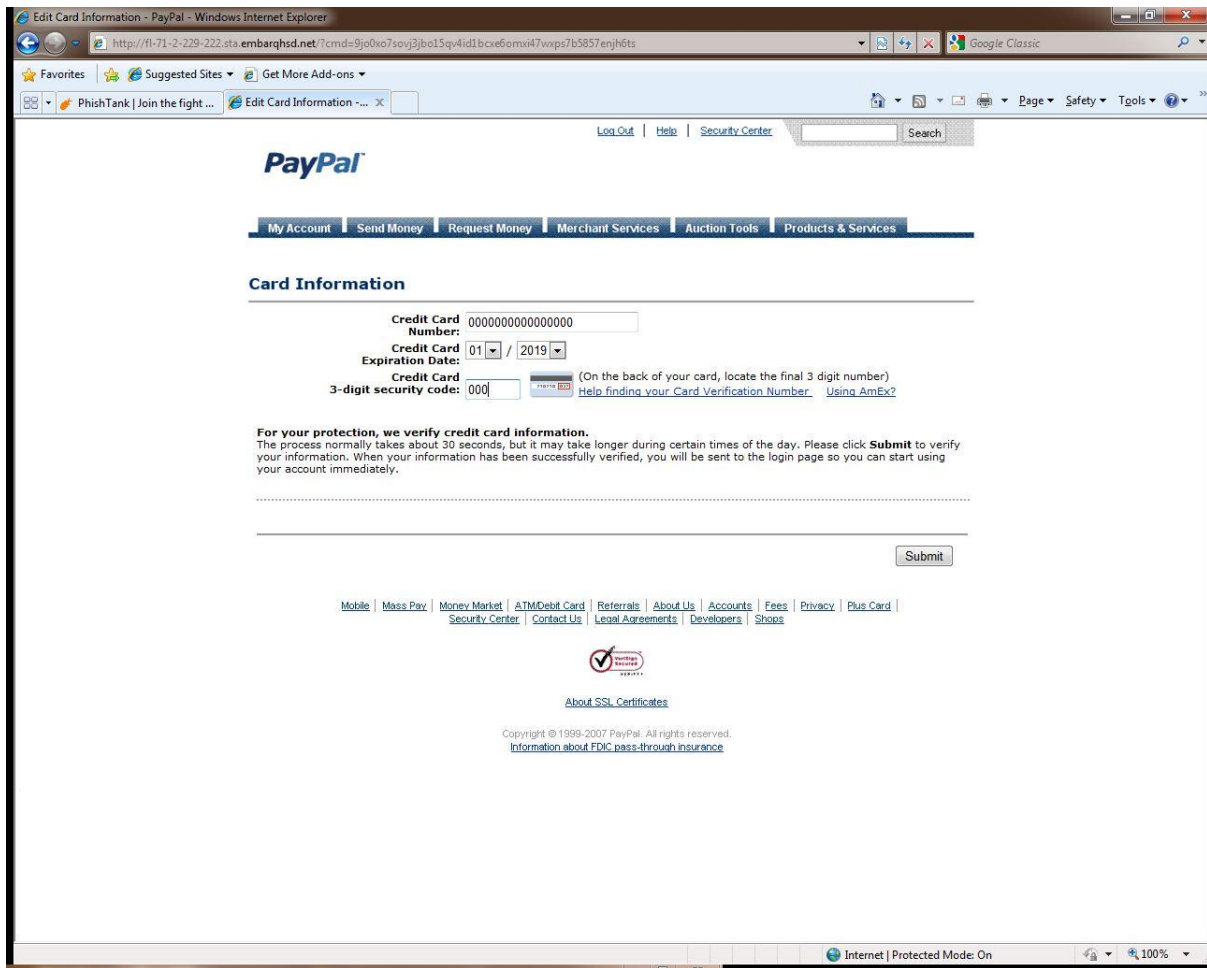 Edit Card Information - PayPal - Windows Internet Explorer
http://fl-71-2-229-222.sta.embarqhsd.net/?cmd=9jo0xo7sovj3jbo15qv4id1bcxe6omxi47wxps7b5857enjh6ts
Google Classic
Favorites Suggested Sites Get More Add-ons
PhishTank | Join the fight ... Edit Card Information -... X Page Safety Tools
Log Out | Help | Security Center Search
PayPal
My Account Send Money Request Money Merchant Services Auction Tools Products & Services
Card Information
Credit Card
Number: 0000000000000000
Credit Card
Expiration Date: 01 / 2019
Credit Card
3-digit security code: 000
(On the back of your card, locate the final 3 digit number)
Help finding your Card Verification Number Using AmEx?
For your protection, we verify credit card information.
The process normally takes about 30 seconds, but it may take longer during certain times of the day. Please click Submit to verify
your information. When your information has been successfully verified, you will be sent to the login page so you can start using
your account immediately.
Submit
Mobile | Mass Pay | Money Market | ATM/Debit Card | Referrals | About Us | Accounts | Fees | Privacy | Plus Card |
Security Center | Contact Us | Legal Agreements | Developers | Shops
VeriSign
Secured
About SSL Certificates
Copyright © 1999-2007 PayPal. All rights reserved.
Information about FDIC pass-through insurance
Internet | Protected Mode: On 100%